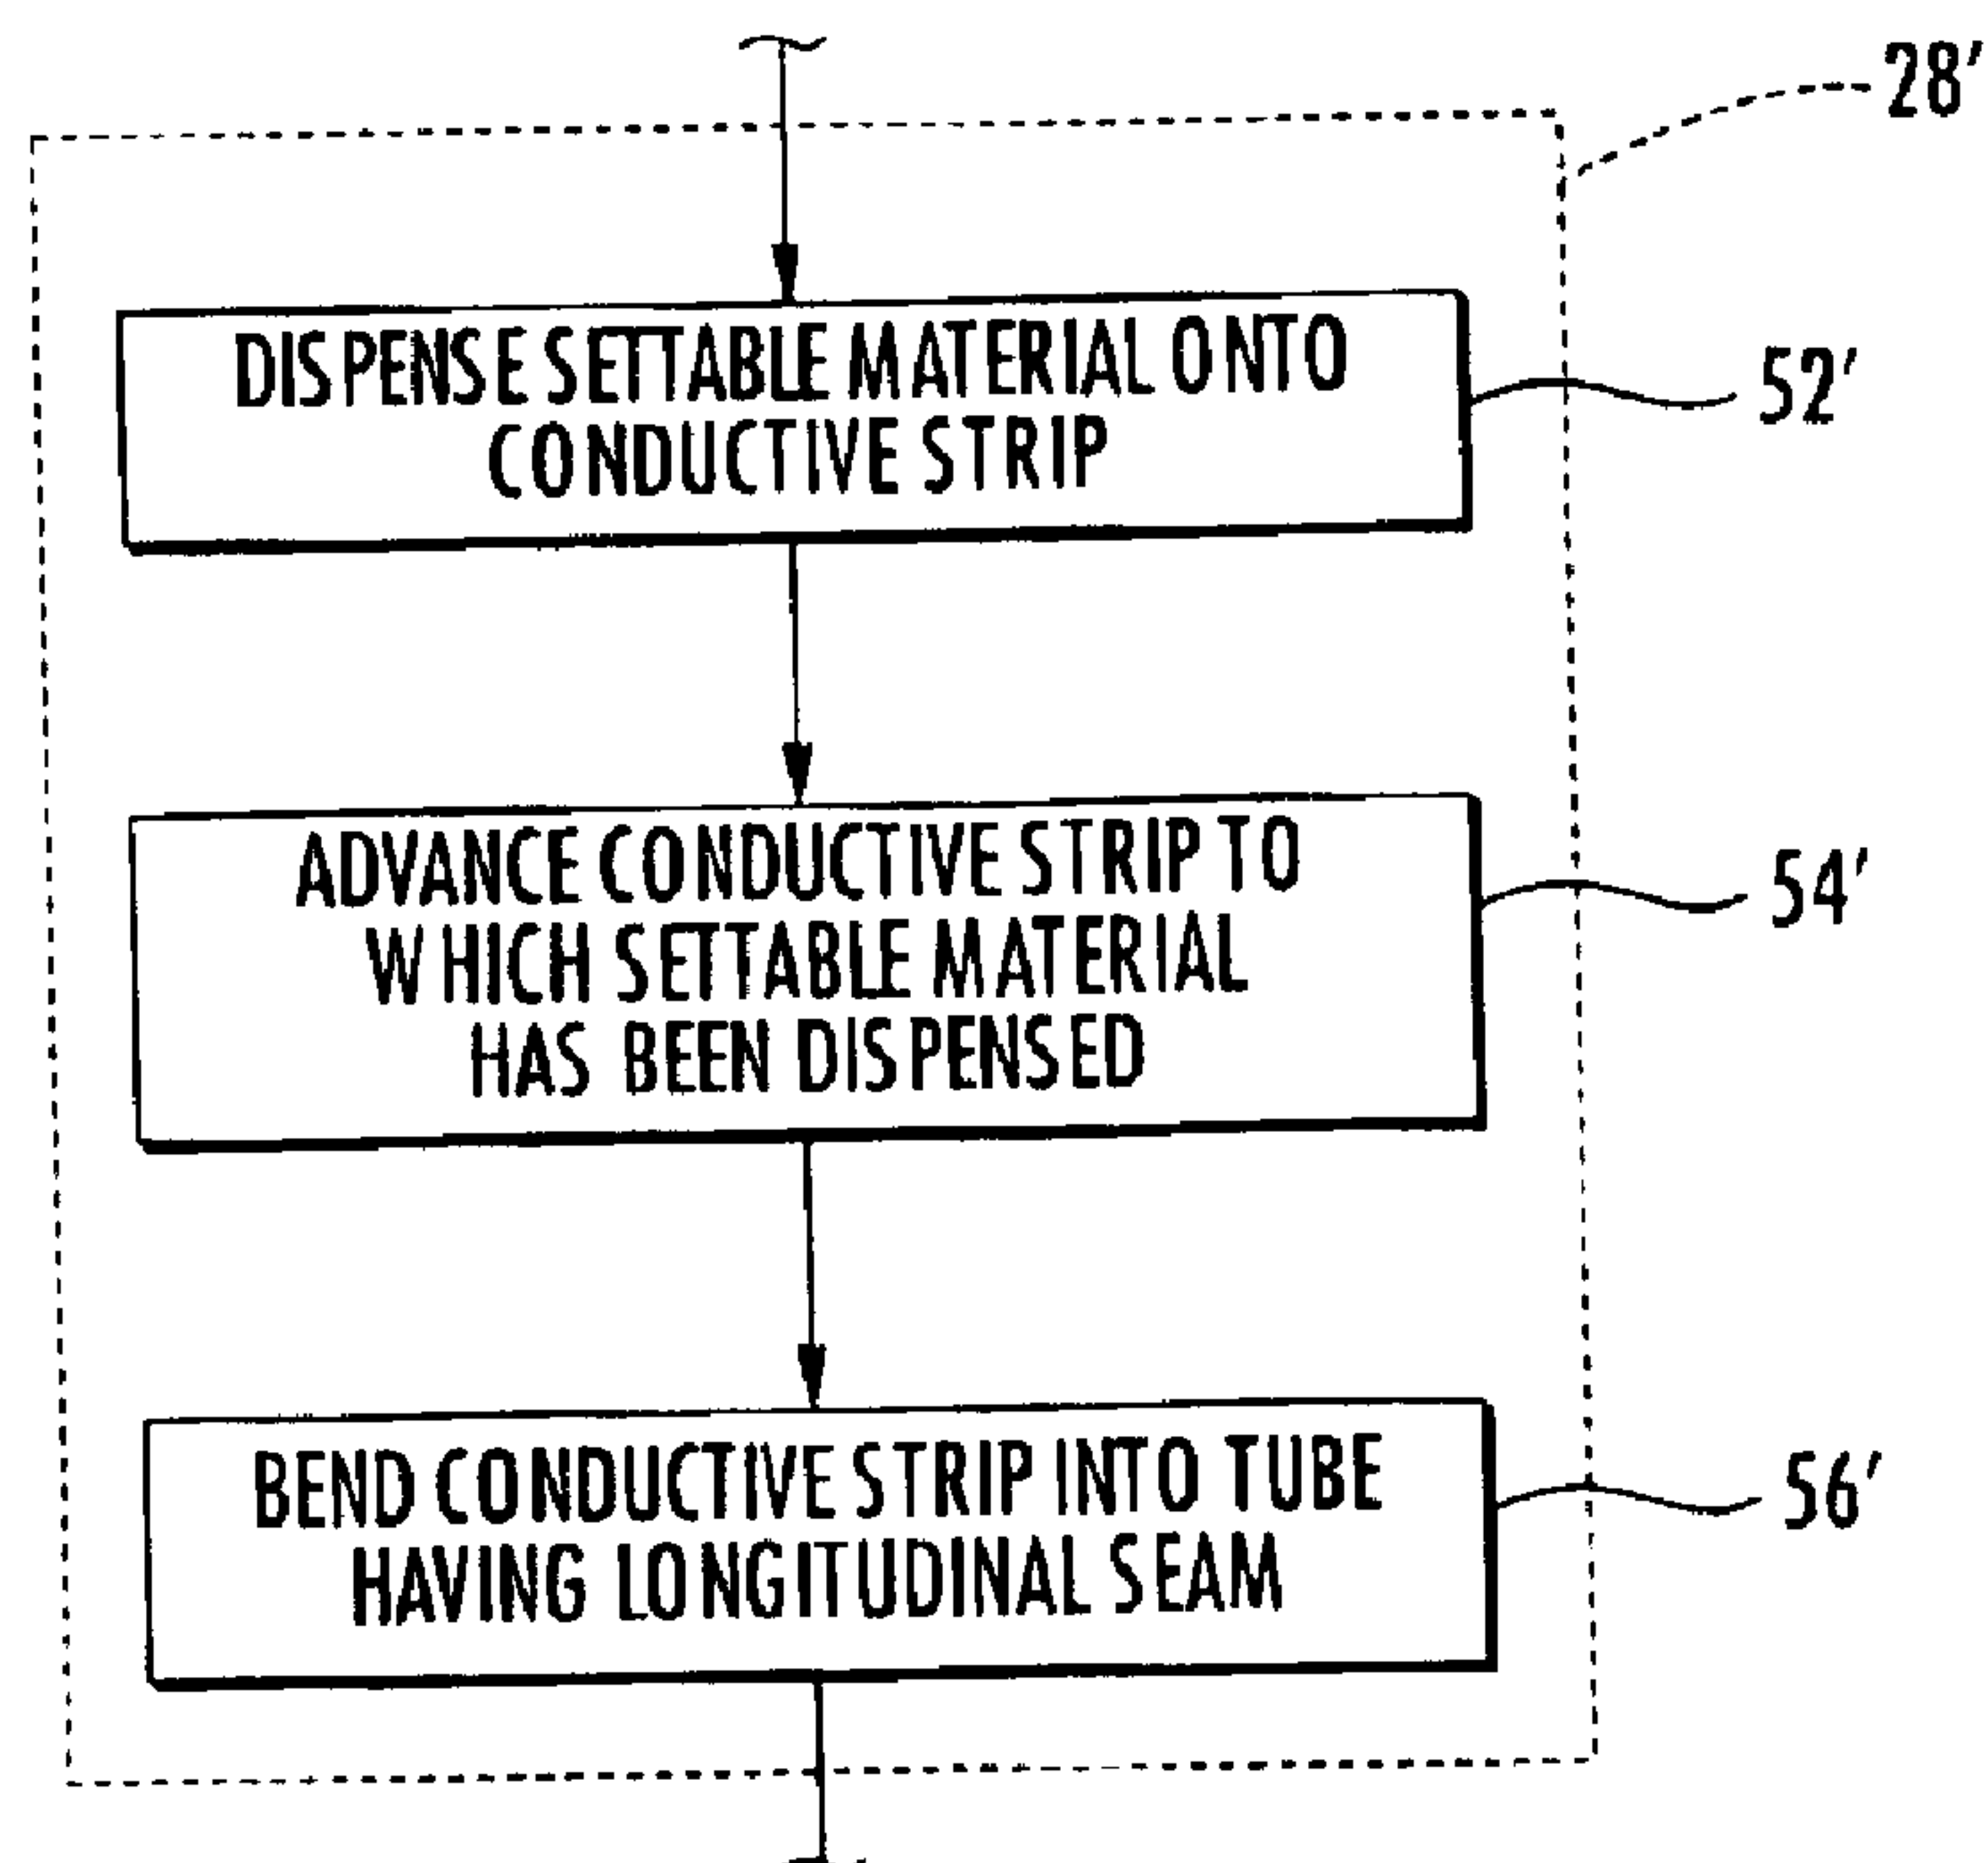 28'
DISPENSE SETTABLE MATERIAL ONTO
CONDUCTIVE STRIP
52'
ADVANCE CONDUCTIVE STRIP TO
WHICH SETTABLE MATERIAL
HAS BEEN DISPENSED
54'
BEND CONDUCTIVE STRIP INTO TUBE
HAVING LONGITUDINAL SEAM
56'